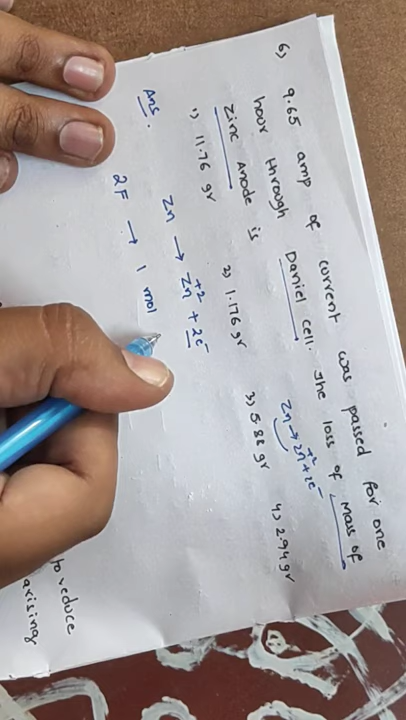 6) 9.65 amp of current was passed for one
hour through Daniel cell. The loss of Mass of
Zn → Zn+2 + 2e-
Zinc Anode is
1) 11.76 gr 2) 1.176 gr 3) 5.88 gr 4) 2.94 gr
Ans.
Zn → Zn+2 + 2e-
2F → 1 mol
to reduce
arising